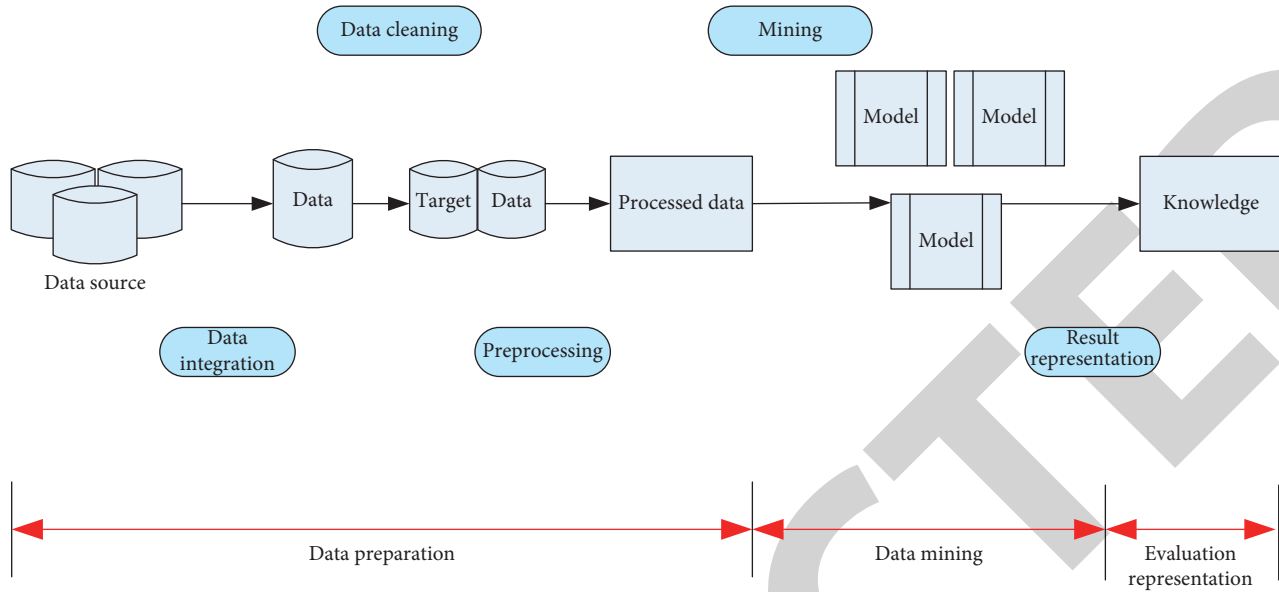 Data cleaning
Mining
Model
Model
Data
Target
Data
Processed data
Model
Knowledge
Data source
Data
integration
Preprocessing
Result
representation
Data preparation
Data mining
Evaluation
representation
CTED